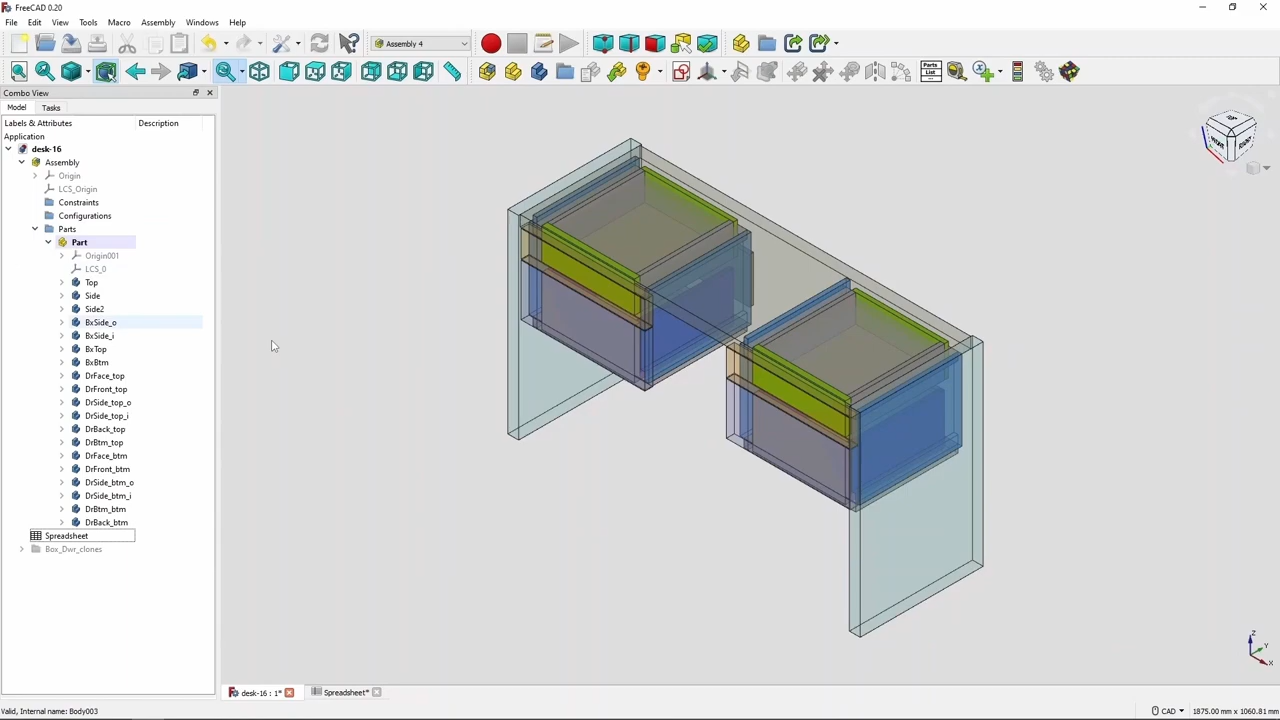 FreeCAD 0.20
File Edit View Tools Macro Assembly Windows Help
Assembly 4
Parts List
Combo View
Model Tasks
Labels & Attributes Description
Application
desk-16
Assembly
Origin
LCS_Origin
Constraints
Configurations
Parts
Part
Origin001
LCS_0
Top
Side
Side2
BxSide_o
BxSide_i
BxTop
BxBtm
DrFace_top
DrFront_top
DrSide_top_o
DrSide_top_i
DrBack_top
DrBtm_top
DrFace_btm
DrFront_btm
DrSide_btm_o
DrSide_btm_i
DrBtm_btm
DrBack_btm
Spreadsheet
Box_Dwr_clones
Z
Y
X
desk-16 : 1* Spreadsheet*
Valid, Internal name: Body003 CAD 1875.00 mm x 1060.81 mm